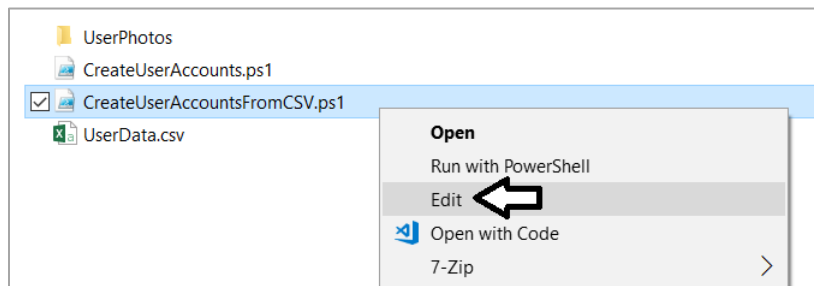 UserPhotos
CreateUserAccounts.ps1
CreateUserAccountsFromCSV.ps1
UserData.csv
Open
Run with PowerShell
Edit
Open with Code
7-Zip